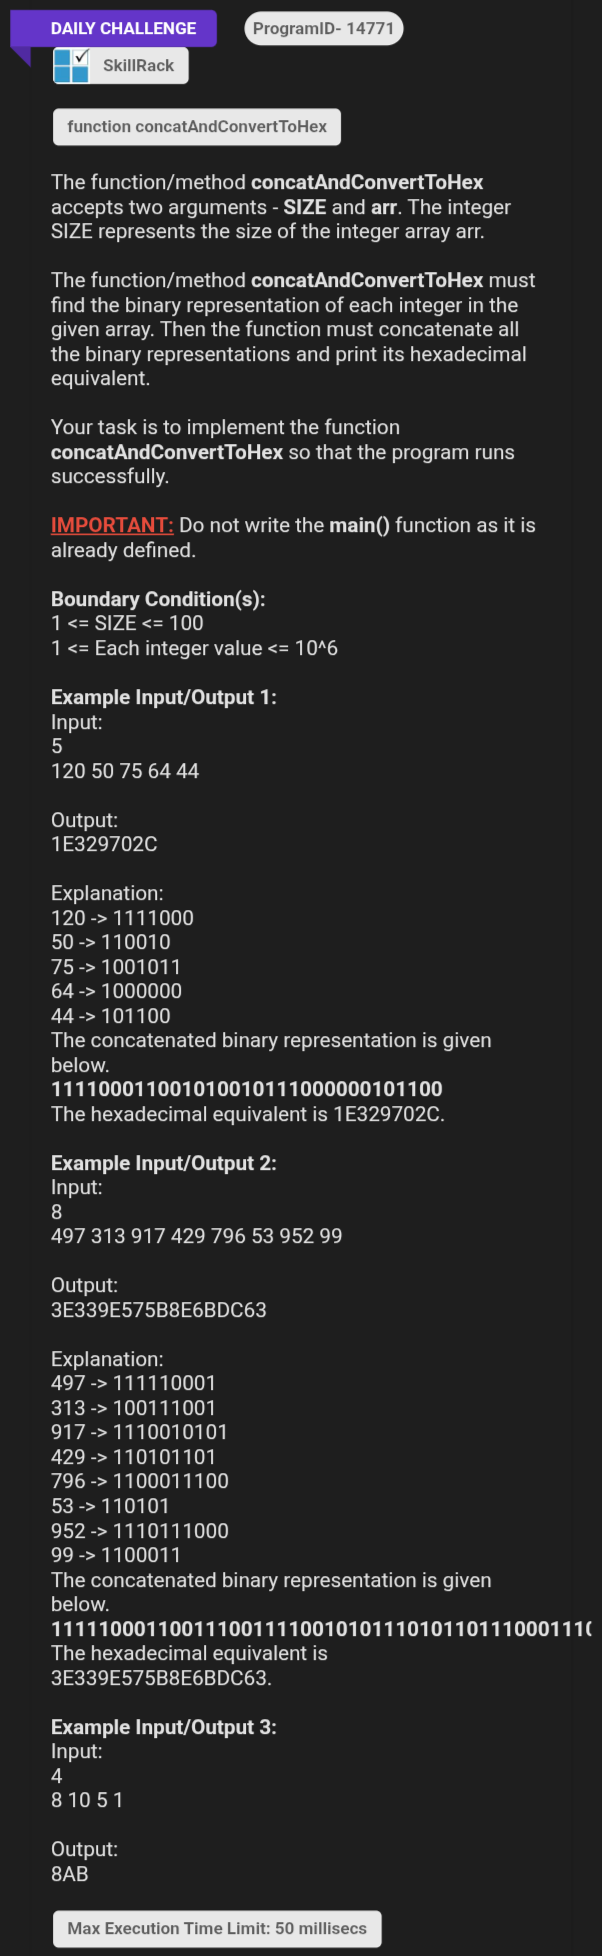 DAILY CHALLENGE
ProgramID- 14771
SkillRack
function concatAndConvertToHex
The function/method concatAndConvertToHex
accepts two arguments - SIZE and arr. The integer
SIZE represents the size of the integer array arr.
The function/method concatAndConvertToHex must
find the binary representation of each integer in the
given array. Then the function must concatenate all
the binary representations and print its hexadecimal
equivalent.
Your task is to implement the function
concatAndConvertToHex so that the program runs
successfully.
IMPORTANT: Do not write the main() function as it is
already defined.
Boundary Condition(s):
1 <= SIZE <= 100
1 <= Each integer value <= 10^6
Example Input/Output 1:
Input:
5
120 50 75 64 44
Output:
1E329702C
Explanation:
120 -> 1111000
50 -> 110010
75 -> 1001011
64 -> 1000000
44 -> 101100
The concatenated binary representation is given
below.
111100011001010010111000000101100
The hexadecimal equivalent is 1E329702C.
Example Input/Output 2:
Input:
8
497 313 917 429 796 53 952 99
Output:
3E339E575B8E6BDC63
Explanation:
497 -> 111110001
313 -> 100111001
917 -> 1110010101
429 -> 110101101
796 -> 1100011100
53 -> 110101
952 -> 1110111000
99 -> 1100011
The concatenated binary representation is given
below.
11111000110011100111110010101110101101110001110
The hexadecimal equivalent is
3E339E575B8E6BDC63.
Example Input/Output 3:
Input:
4
8 10 5 1
Output:
8AB
Max Execution Time Limit: 50 millisecs